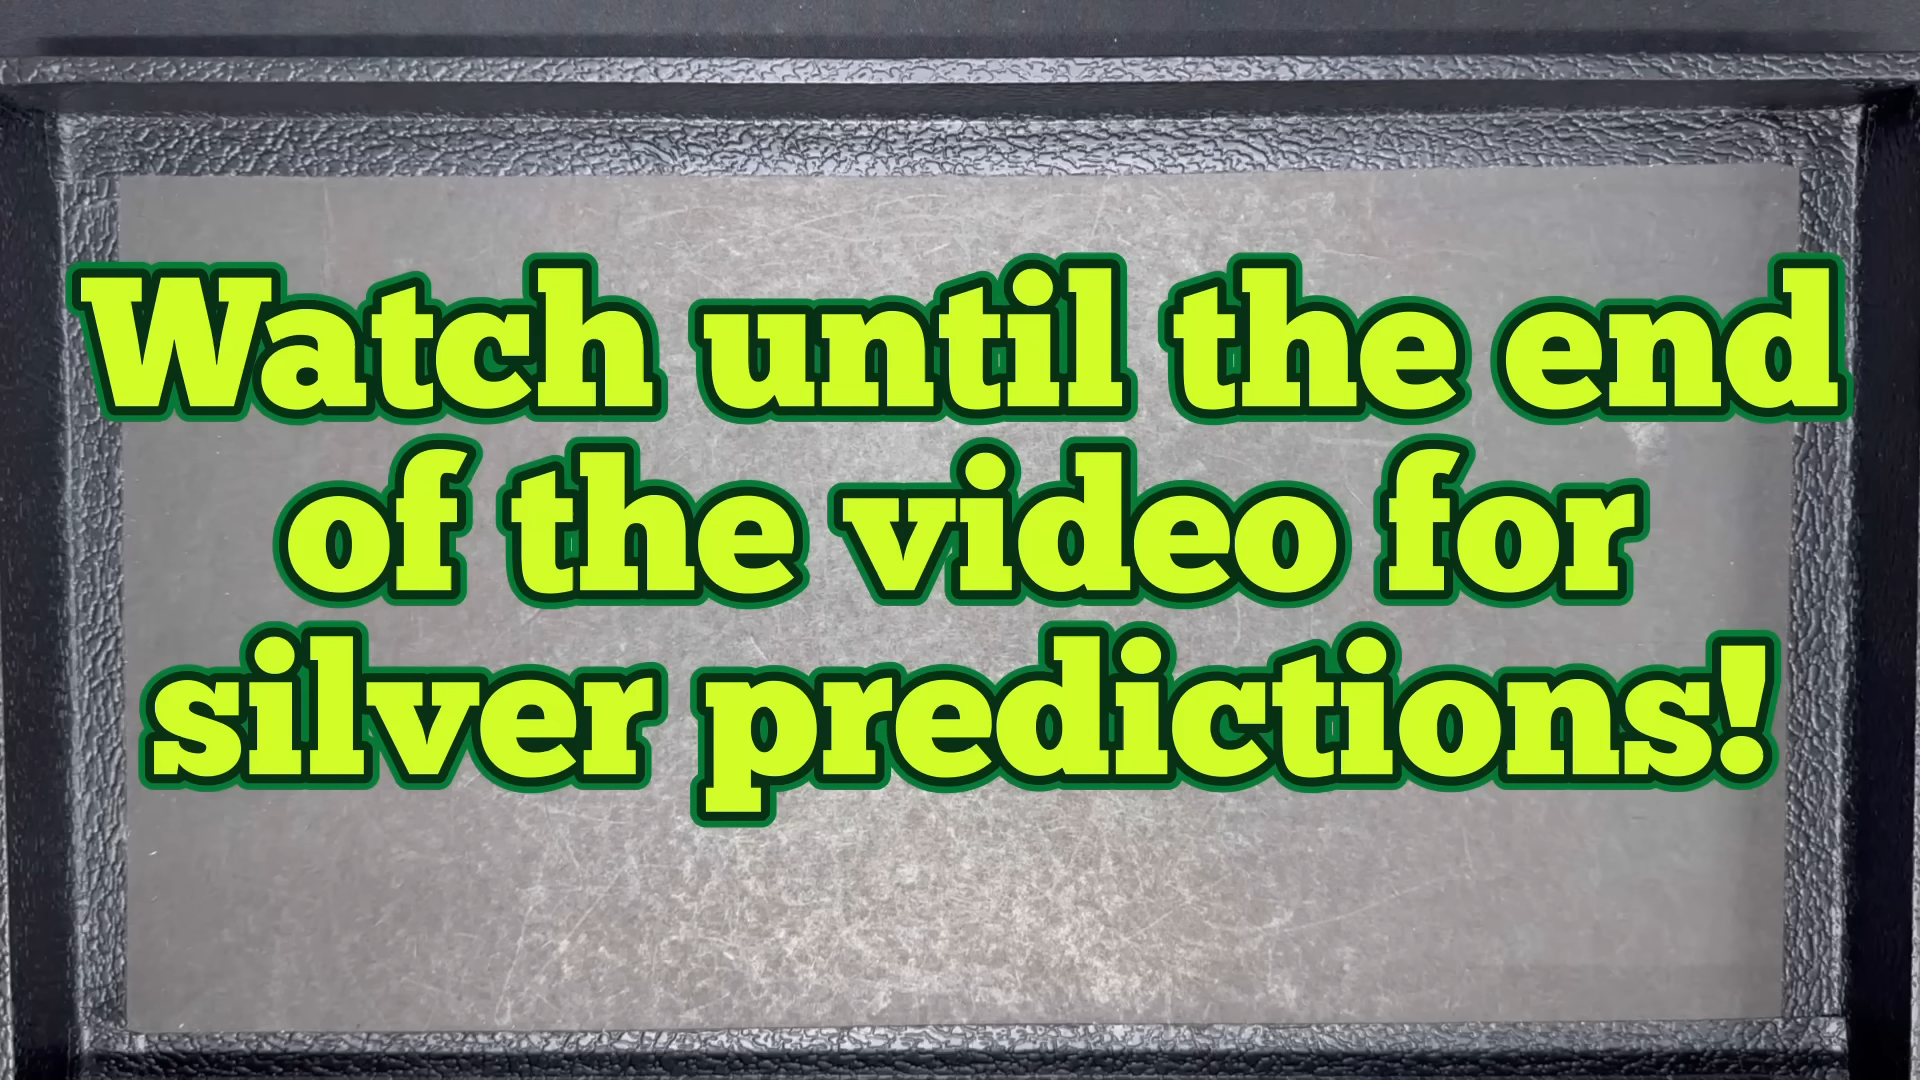 Watch until the end
of the video for
silver predictions!